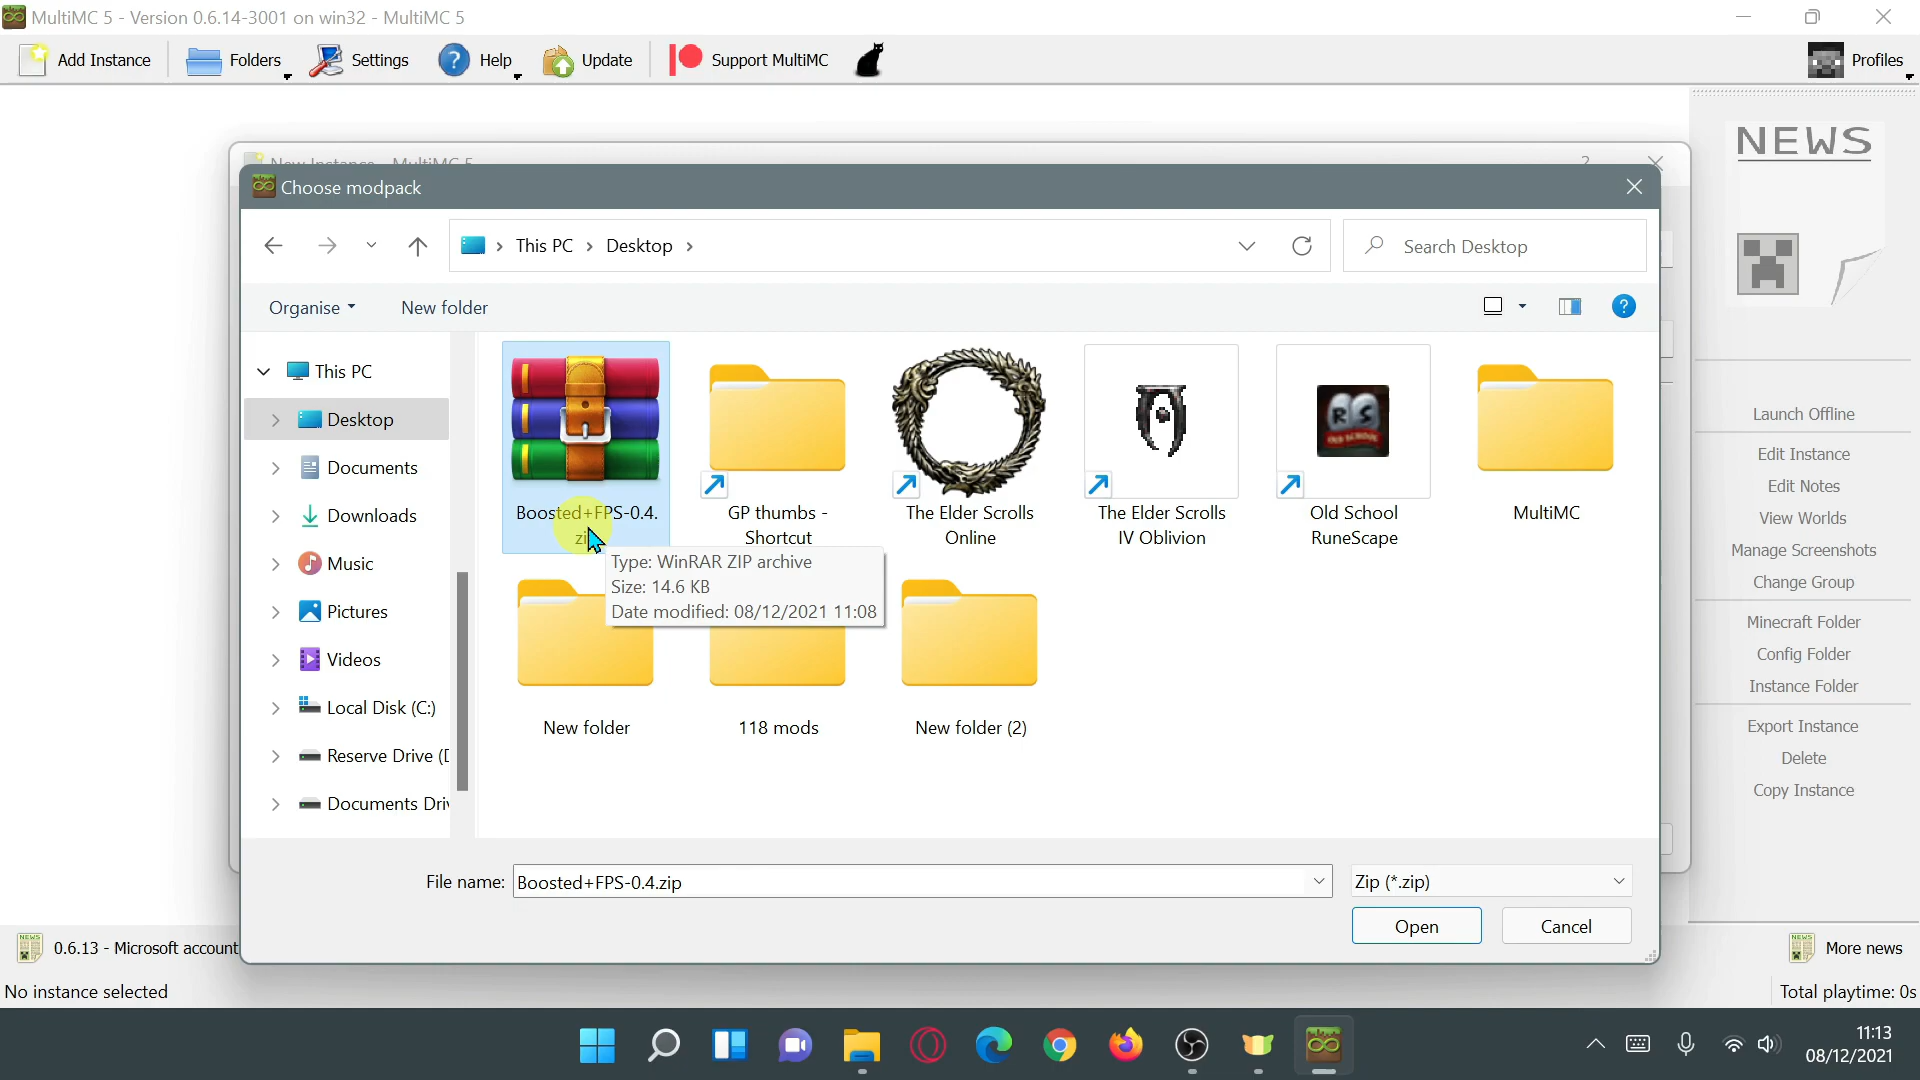 MultiMC 5 - Version 0.6.14-3001 on win32 - MultiMC 5
Add Instance
Folders
Settings
Help
Update
Support MultiMC
Profiles
New Instance - MultiMC 5
?
NEWS
Choose modpack
This PC
Desktop
Search Desktop
Organise
New folder
?
This PC
Desktop
Documents
Downloads
Music
Pictures
Videos
Local Disk (C:)
Reserve Drive (D
Documents Driv
Boosted+FPS-0.4.
zi
GP thumbs -
Shortcut
The Elder Scrolls
Online
The Elder Scrolls
IV Oblivion
RS
OLD SCHOOL
Old School
RuneScape
MultiMC
Type: WinRAR ZIP archive
Size: 14.6 KB
Date modified: 08/12/2021 11:08
New folder
118 mods
New folder (2)
Launch Offline
Edit Instance
Edit Notes
View Worlds
Manage Screenshots
Change Group
Minecraft Folder
Config Folder
Instance Folder
Export Instance
Delete
Copy Instance
File name:
Boosted+FPS-0.4.zip
Zip (*.zip)
Open
Cancel
NEWS
0.6.13 - Microsoft account
NEWS
More news
No instance selected
Total playtime: 0s
11:13
08/12/2021